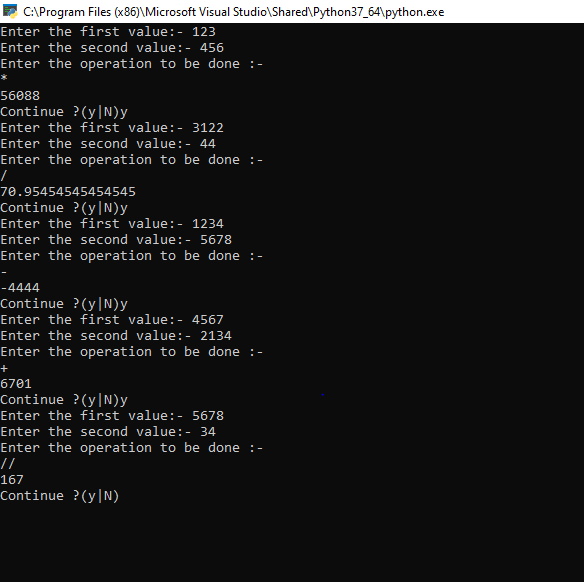 C:\Program Files (x86)\Microsoft Visual Studio\Shared\Python37_64\python.exe
Enter the first value:- 123
Enter the second value:- 456
Enter the operation to be done :-
*
56088
Continue ?(y|N)y
Enter the first value:- 3122
Enter the second value:- 44
Enter the operation to be done :-
/
70.95454545454545
Continue ?(y|N)y
Enter the first value:- 1234
Enter the second value:- 5678
Enter the operation to be done :-
-
-4444
Continue ?(y|N)y
Enter the first value:- 4567
Enter the second value:- 2134
Enter the operation to be done :-
+
6701
Continue ?(y|N)y
Enter the first value:- 5678
Enter the second value:- 34
Enter the operation to be done :-
//
167
Continue ?(y|N)